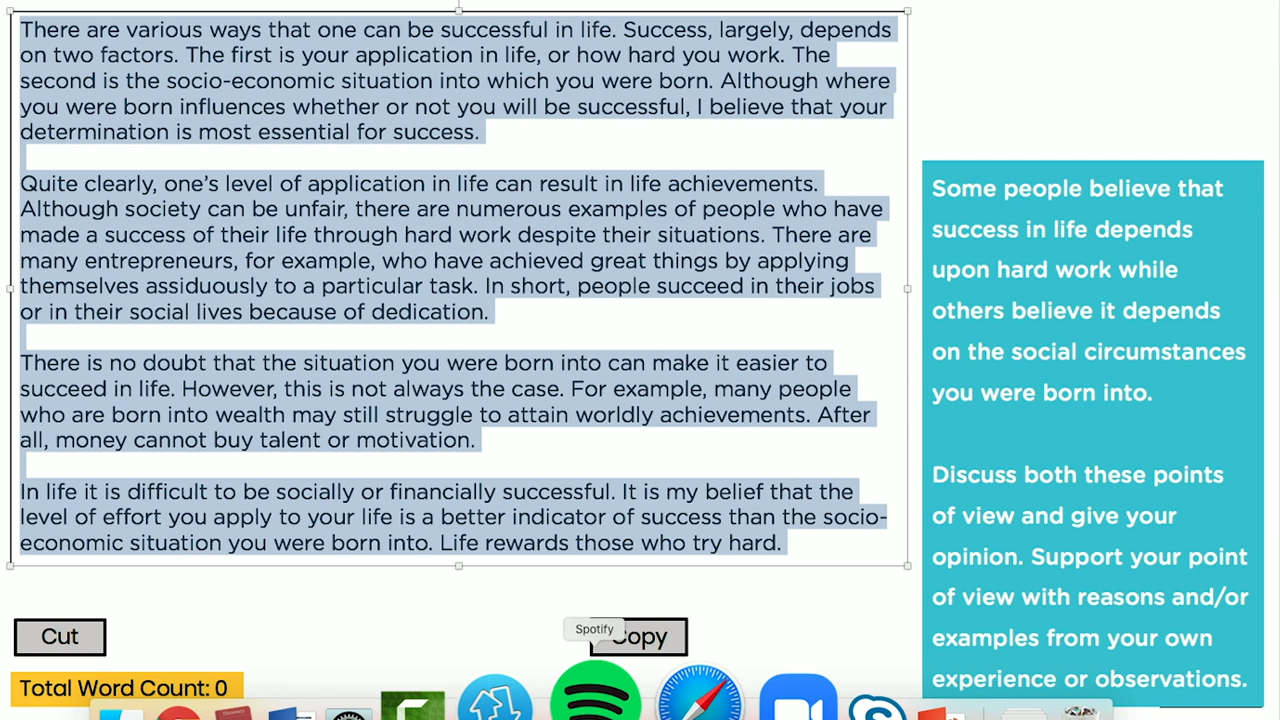 There are various ways that one can be successful in life. Success, largely, depends
on two factors. The first is your application in life, or how hard you work. The
second is the socio-economic situation into which you were born. Although where
you were born influences whether or not you will be successful, I believe that your
determination is most essential for success.
Quite clearly, one's level of application in life can result in life achievements.
Although society can be unfair, there are numerous examples of people who have
made a success of their life through hard work despite their situations. There are
many entrepreneurs, for example, who have achieved great things by applying
themselves assiduously to a particular task. In short, people succeed in their jobs
or in their social lives because of dedication.
There is no doubt that the situation you were born into can make it easier to
succeed in life. However, this is not always the case. For example, many people
who are born into wealth may still struggle to attain worldly achievements. After
all, money cannot buy talent or motivation.
In life it is difficult to be socially or financially successful. It is my belief that the
level of effort you apply to your life is a better indicator of success than the socio-
economic situation you were born into. Life rewards those who try hard.
Some people believe that
success in life depends
upon hard work while
others believe it depends
on the social circumstances
you were born into.
Discuss both these points
of view and give your
opinion. Support your point
of view with reasons and/or
examples from your own
experience or observations.
Cut
Spotify
Copy
Total Word Count: 0
Dictionary